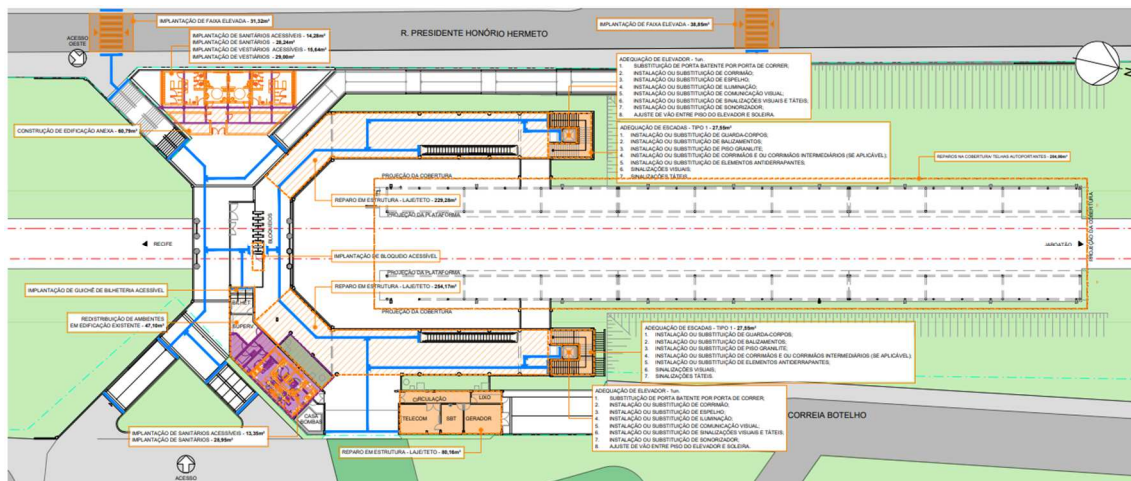 IMPLANTAÇÃO DE FAIXA ELEVADA - 31,32m²
IMPLANTAÇÃO DE FAIXA ELEVADA - 38,85m²
ACESSO
OESTE
R. PRESIDENTE HONÓRIO HERMETO
IMPLANTAÇÃO DE SANITÁRIOS ACESSÍVEIS - 14,28m²
IMPLANTAÇÃO DE SANITÁRIOS - 28,24m²
IMPLANTAÇÃO DE VESTIÁRIOS ACESSÍVEIS - 15,64m²
IMPLANTAÇÃO DE VESTIÁRIOS - 29,00m²
N
ADEQUAÇÃO DE ELEVADOR - 1un.
1. SUBSTITUIÇÃO DE PORTA BATENTE POR PORTA DE CORRER;
2. INSTALAÇÃO OU SUBSTITUIÇÃO DE CORRIMÃO;
3. INSTALAÇÃO OU SUBSTITUIÇÃO DE ESPELHO;
4. INSTALAÇÃO OU SUBSTITUIÇÃO DE ILUMINAÇÃO;
5. INSTALAÇÃO OU SUBSTITUIÇÃO DE COMUNICAÇÃO VISUAL;
6. INSTALAÇÃO OU SUBSTITUIÇÃO DE SINALIZAÇÕES VISUAIS E TÁTEIS;
7. INSTALAÇÃO OU SUBSTITUIÇÃO DE SONORIZADOR;
8. AJUSTE DE VÃO ENTRE PISO DO ELEVADOR E SOLEIRA.
CONSTRUÇÃO DE EDIFICAÇÃO ANEXA - 60,79m²
ADEQUAÇÃO DE ESCADAS - TIPO 1 - 27,55m²
1. INSTALAÇÃO OU SUBSTITUIÇÃO DE GUARDA-CORPOS;
2. INSTALAÇÃO OU SUBSTITUIÇÃO DE BALIZAMENTOS;
3. INSTALAÇÃO OU SUBSTITUIÇÃO DE PISO GRANILITE;
4. INSTALAÇÃO OU SUBSTITUIÇÃO DE CORRIMÃOS E OU CORRIMÃOS INTERMEDIÁRIOS (SE APLICÁVEL);
5. INSTALAÇÃO OU SUBSTITUIÇÃO DE ELEMENTOS ANTIDERRAPANTES;
6. SINALIZAÇÕES VISUAIS;
7. SINALIZAÇÕES TÁTEIS.
REPAROS NA COBERTURA/ TELHAS AUTOPORTANTES
PROJEÇÃO DA COBERTURA
REPARO EM ESTRUTURA - LAJE/TETO - 229,28m²
PROJEÇÃO DA PLATAFORMA
BLOQUEIOS
RECIFE
JABOATÃO
PROJEÇÃO DA COBERTURA
IMPLANTAÇÃO DE BLOQUEIO ACESSÍVEL
PROJEÇÃO DA PLATAFORMA
IMPLANTAÇÃO DE GUICHÊ DE BILHETERIA ACESSÍVEL
REPARO EM ESTRUTURA - LAJE/TETO - 254,17m²
BILHET
PROJEÇÃO DA COBERTURA
REDISTRIBUIÇÃO DE AMBIENTES
EM EDIFICAÇÃO EXISTENTE - 47,10m²
SUPERV
ADEQUAÇÃO DE ESCADAS - TIPO 1 - 27,55m²
1. INSTALAÇÃO OU SUBSTITUIÇÃO DE GUARDA-CORPOS;
2. INSTALAÇÃO OU SUBSTITUIÇÃO DE BALIZAMENTOS;
3. INSTALAÇÃO OU SUBSTITUIÇÃO DE PISO GRANILITE;
4. INSTALAÇÃO OU SUBSTITUIÇÃO DE CORRIMÃOS E OU CORRIMÃOS INTERMEDIÁRIOS (SE APLICÁVEL);
5. INSTALAÇÃO OU SUBSTITUIÇÃO DE ELEMENTOS ANTIDERRAPANTES;
6. SINALIZAÇÕES VISUAIS;
7. SINALIZAÇÕES TÁTEIS.
CIRCULAÇÃO
LIXO
TELECOM
SBT
GERADOR
CASA
BOMBAS
ADEQUAÇÃO DE ELEVADOR - 1un.
1. SUBSTITUIÇÃO DE PORTA BATENTE POR PORTA DE CORRER;
2. INSTALAÇÃO OU SUBSTITUIÇÃO DE CORRIMÃO;
3. INSTALAÇÃO OU SUBSTITUIÇÃO DE ESPELHO;
4. INSTALAÇÃO OU SUBSTITUIÇÃO DE ILUMINAÇÃO;
5. INSTALAÇÃO OU SUBSTITUIÇÃO DE COMUNICAÇÃO VISUAL;
6. INSTALAÇÃO OU SUBSTITUIÇÃO DE SINALIZAÇÕES VISUAIS E TÁTEIS;
7. INSTALAÇÃO OU SUBSTITUIÇÃO DE SONORIZADOR;
8. AJUSTE DE VÃO ENTRE PISO DO ELEVADOR E SOLEIRA.
CORREIA BOTELHO
IMPLANTAÇÃO DE SANITÁRIOS ACESSÍVEIS - 13,35m²
IMPLANTAÇÃO DE SANITÁRIOS - 28,95m²
REPARO EM ESTRUTURA - LAJE/TETO - 80,16m²
ACESSO